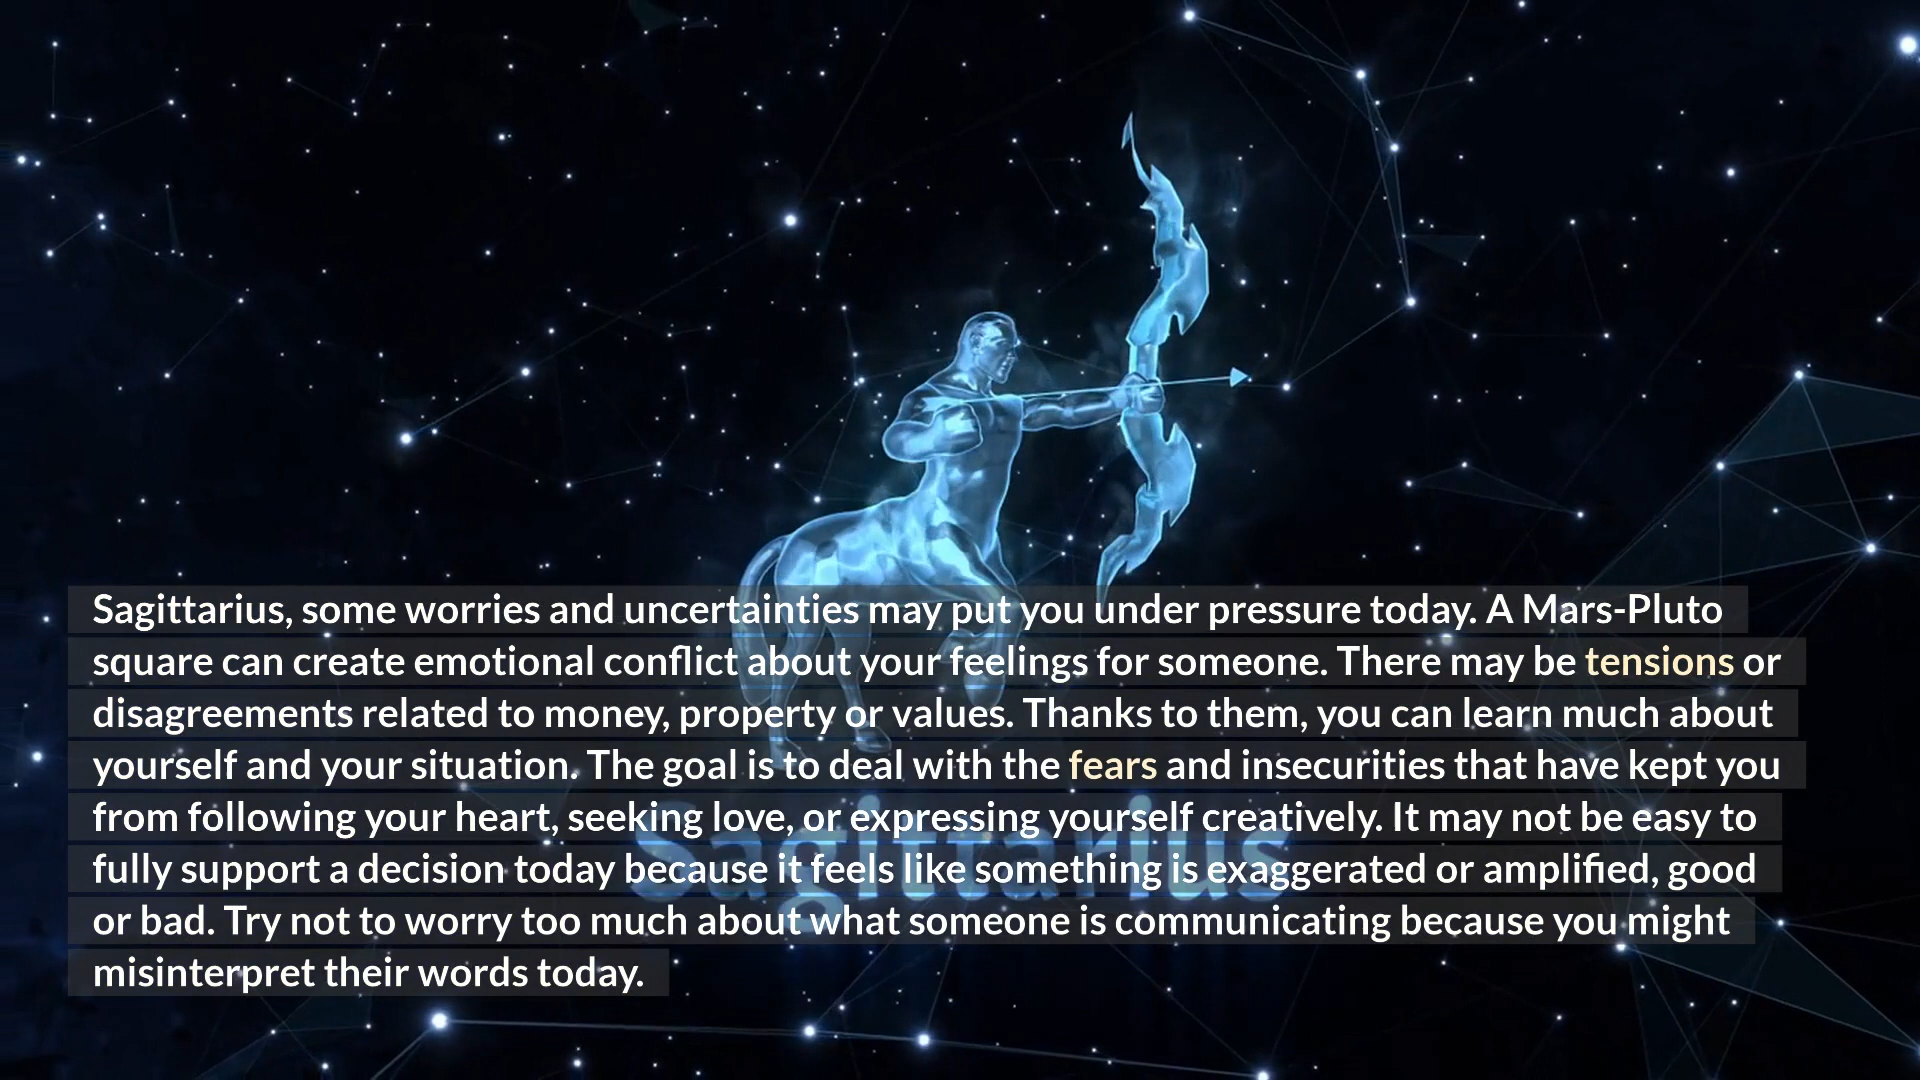 Sagittarius, some worries and uncertainties may put you under pressure today. A Mars-Pluto
square can create emotional conflict about your feelings for someone. There may be tensions or
disagreements related to money, property or values. Thanks to them, you can learn much about
yourself and your situation. The goal is to deal with the fears and insecurities that have kept you
from following your heart, seeking love, or expressing yourself creatively. It may not be easy to
fully support a decision today because it feels like something is exaggerated or amplified, good
or bad. Try not to worry too much about what someone is communicating because you might
misinterpret their words today.
sagittarius